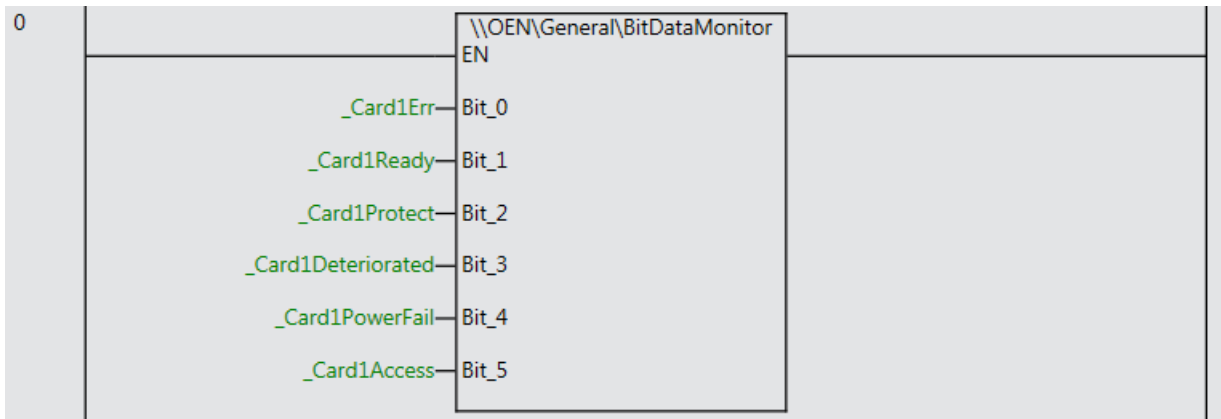 0
\\OEN\General\BitDataMonitor
EN
_Card1Err Bit_0
_Card1Ready Bit_1
_Card1Protect Bit_2
_Card1Deteriorated Bit_3
_Card1PowerFail Bit_4
_Card1Access Bit_5